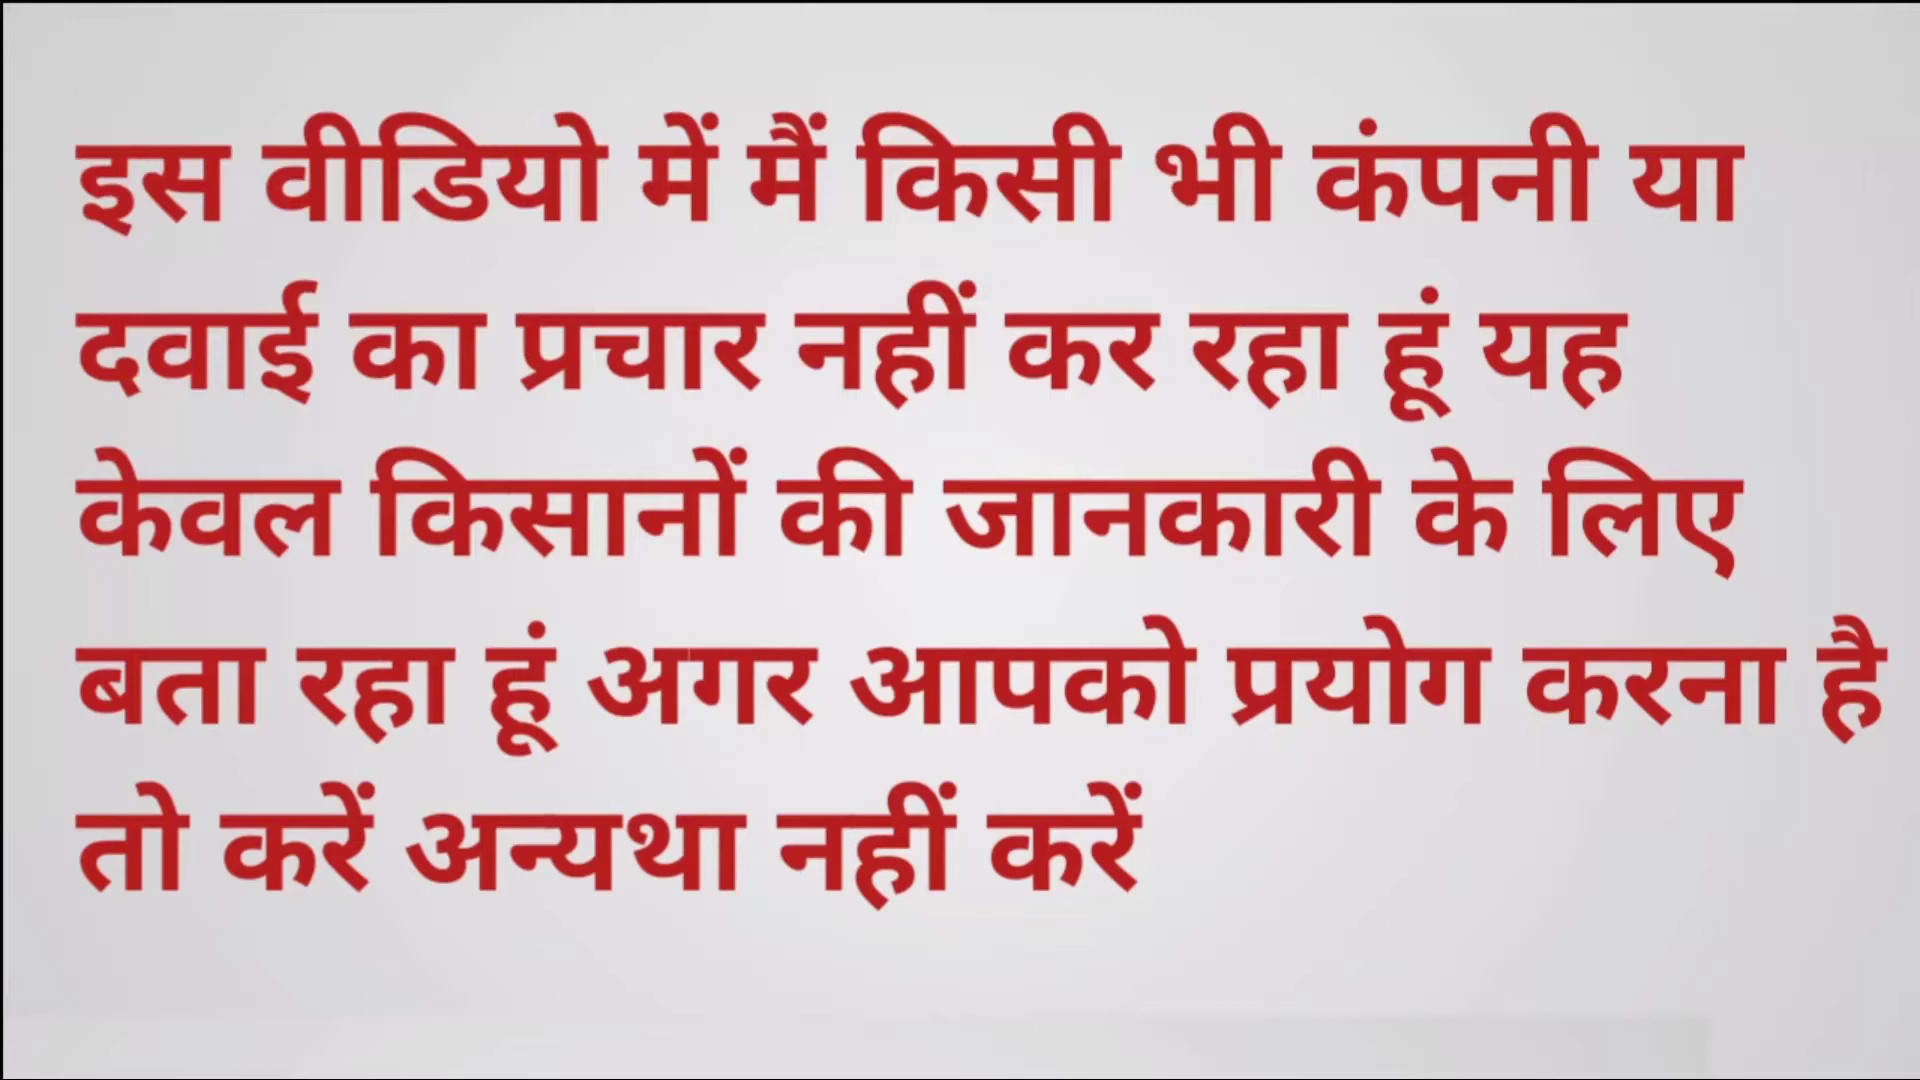 इस वीडियो में मैं किसी भी कंपनी या
दवाई का प्रचार नहीं कर रहा हूं यह
केवल किसानों की जानकारी के लिए
बता रहा हूं अगर आपको प्रयोग करना है
तो करें अन्यथा नहीं करें